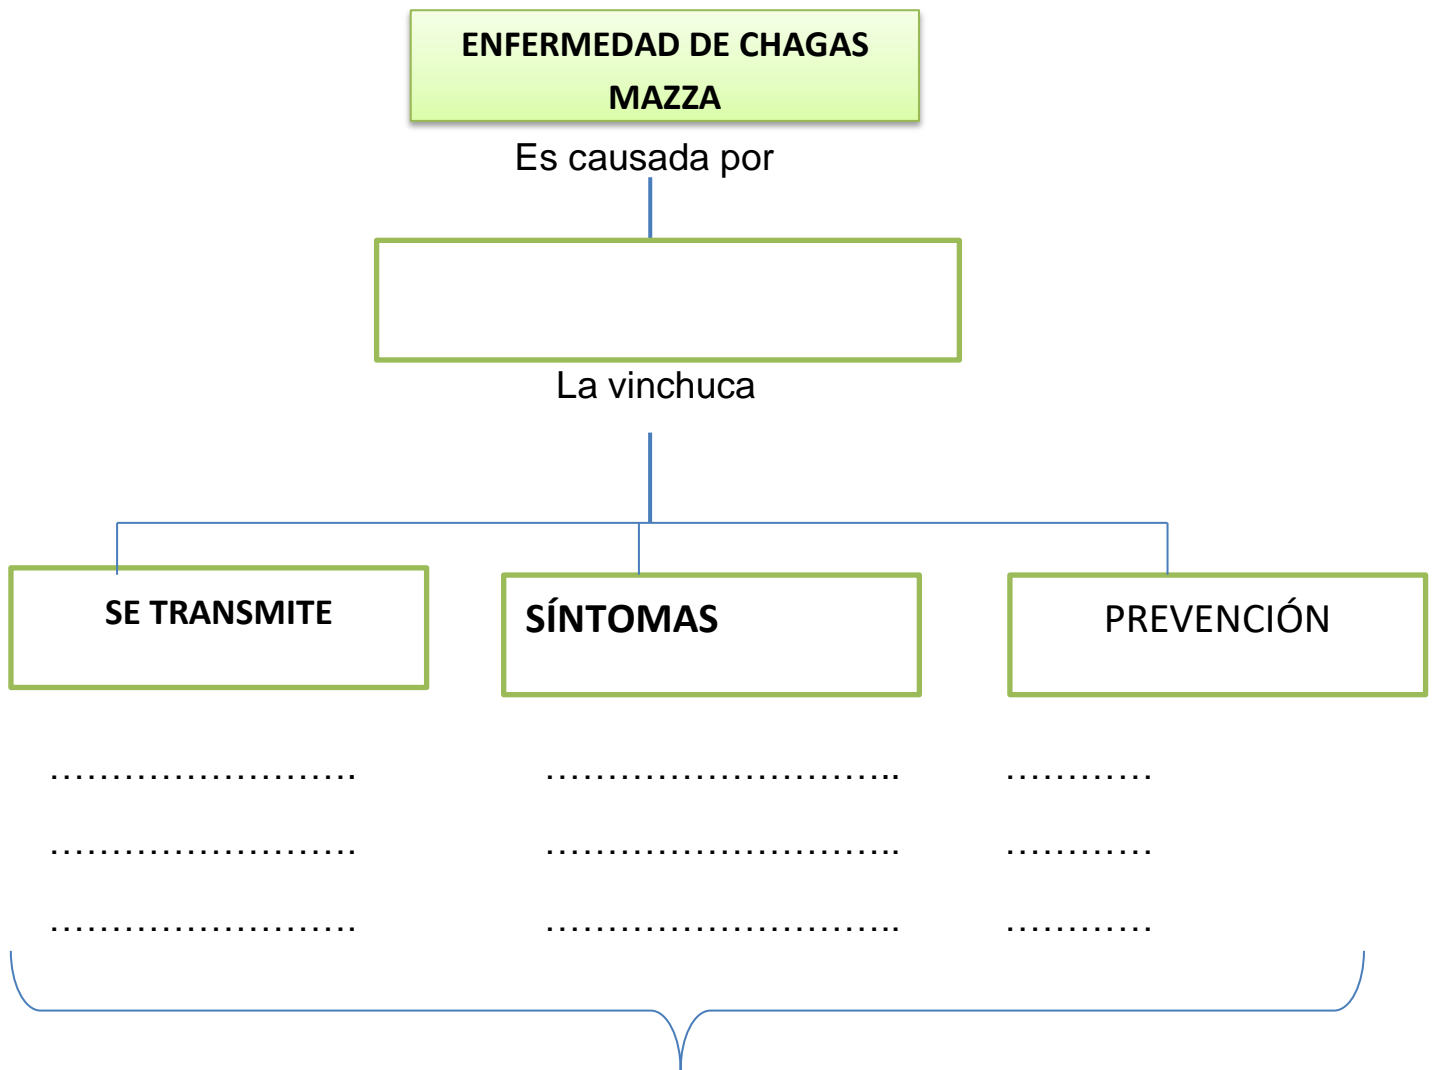 ENFERMEDAD DE CHAGAS
MAZZA
Es causada por
La vinchuca
SE TRANSMITE
SÍNTOMAS
PREVENCIÓN
……………………. ……………………….. …………
……………………. ……………………….. …………
……………………. ……………………….. …………